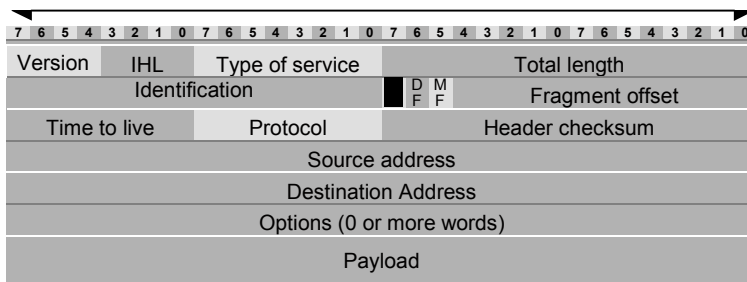 7 6 5 4 3 2 1 0 7 6 5 4 3 2 1 0 7 6 5 4 3 2 1 0 7 6 5 4 3 2 1 0
Version IHL Type of service Total length
Identification DF MF Fragment offset
Time to live Protocol Header checksum
Source address
Destination Address
Options (0 or more words)
Payload